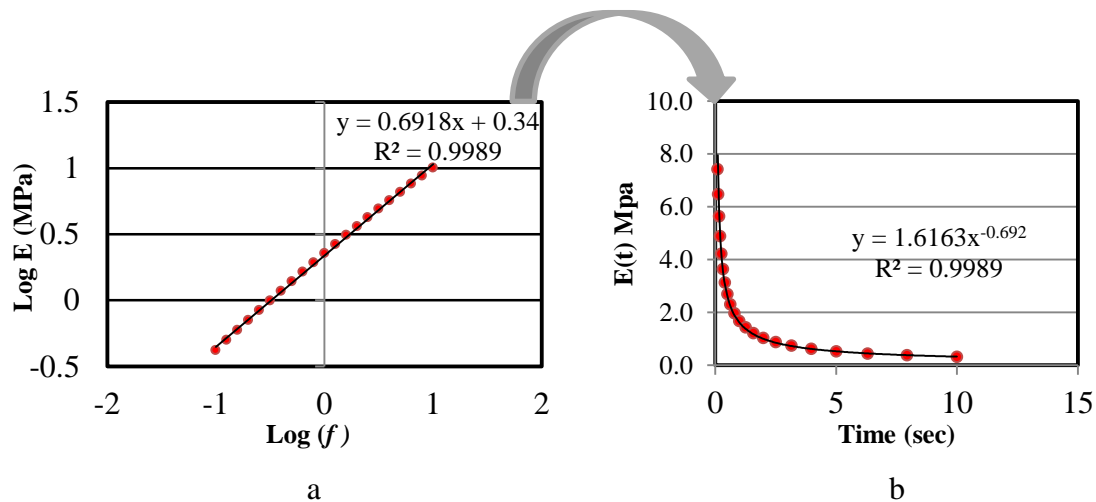 1.5
1
0.5
0
-0.5
-2 -1 0 1 2
Log E (MPa)
Log (f )
y = 0.6918x + 0.34
R² = 0.9989
a
10.0
8.0
6.0
4.0
2.0
0.0
0 5 10 15
E(t) Mpa
Time (sec)
y = 1.6163x-0.692
R² = 0.9989
b